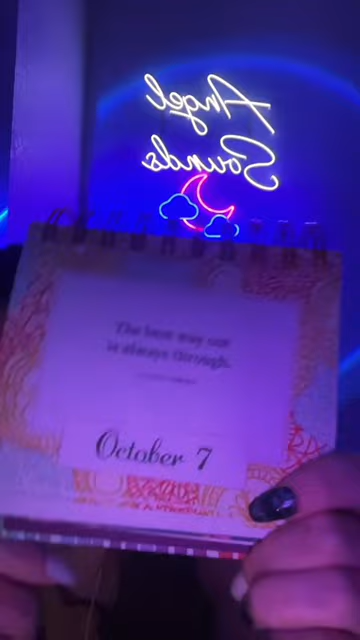 Angel
Sounds
The best way out
is always through.
October 7